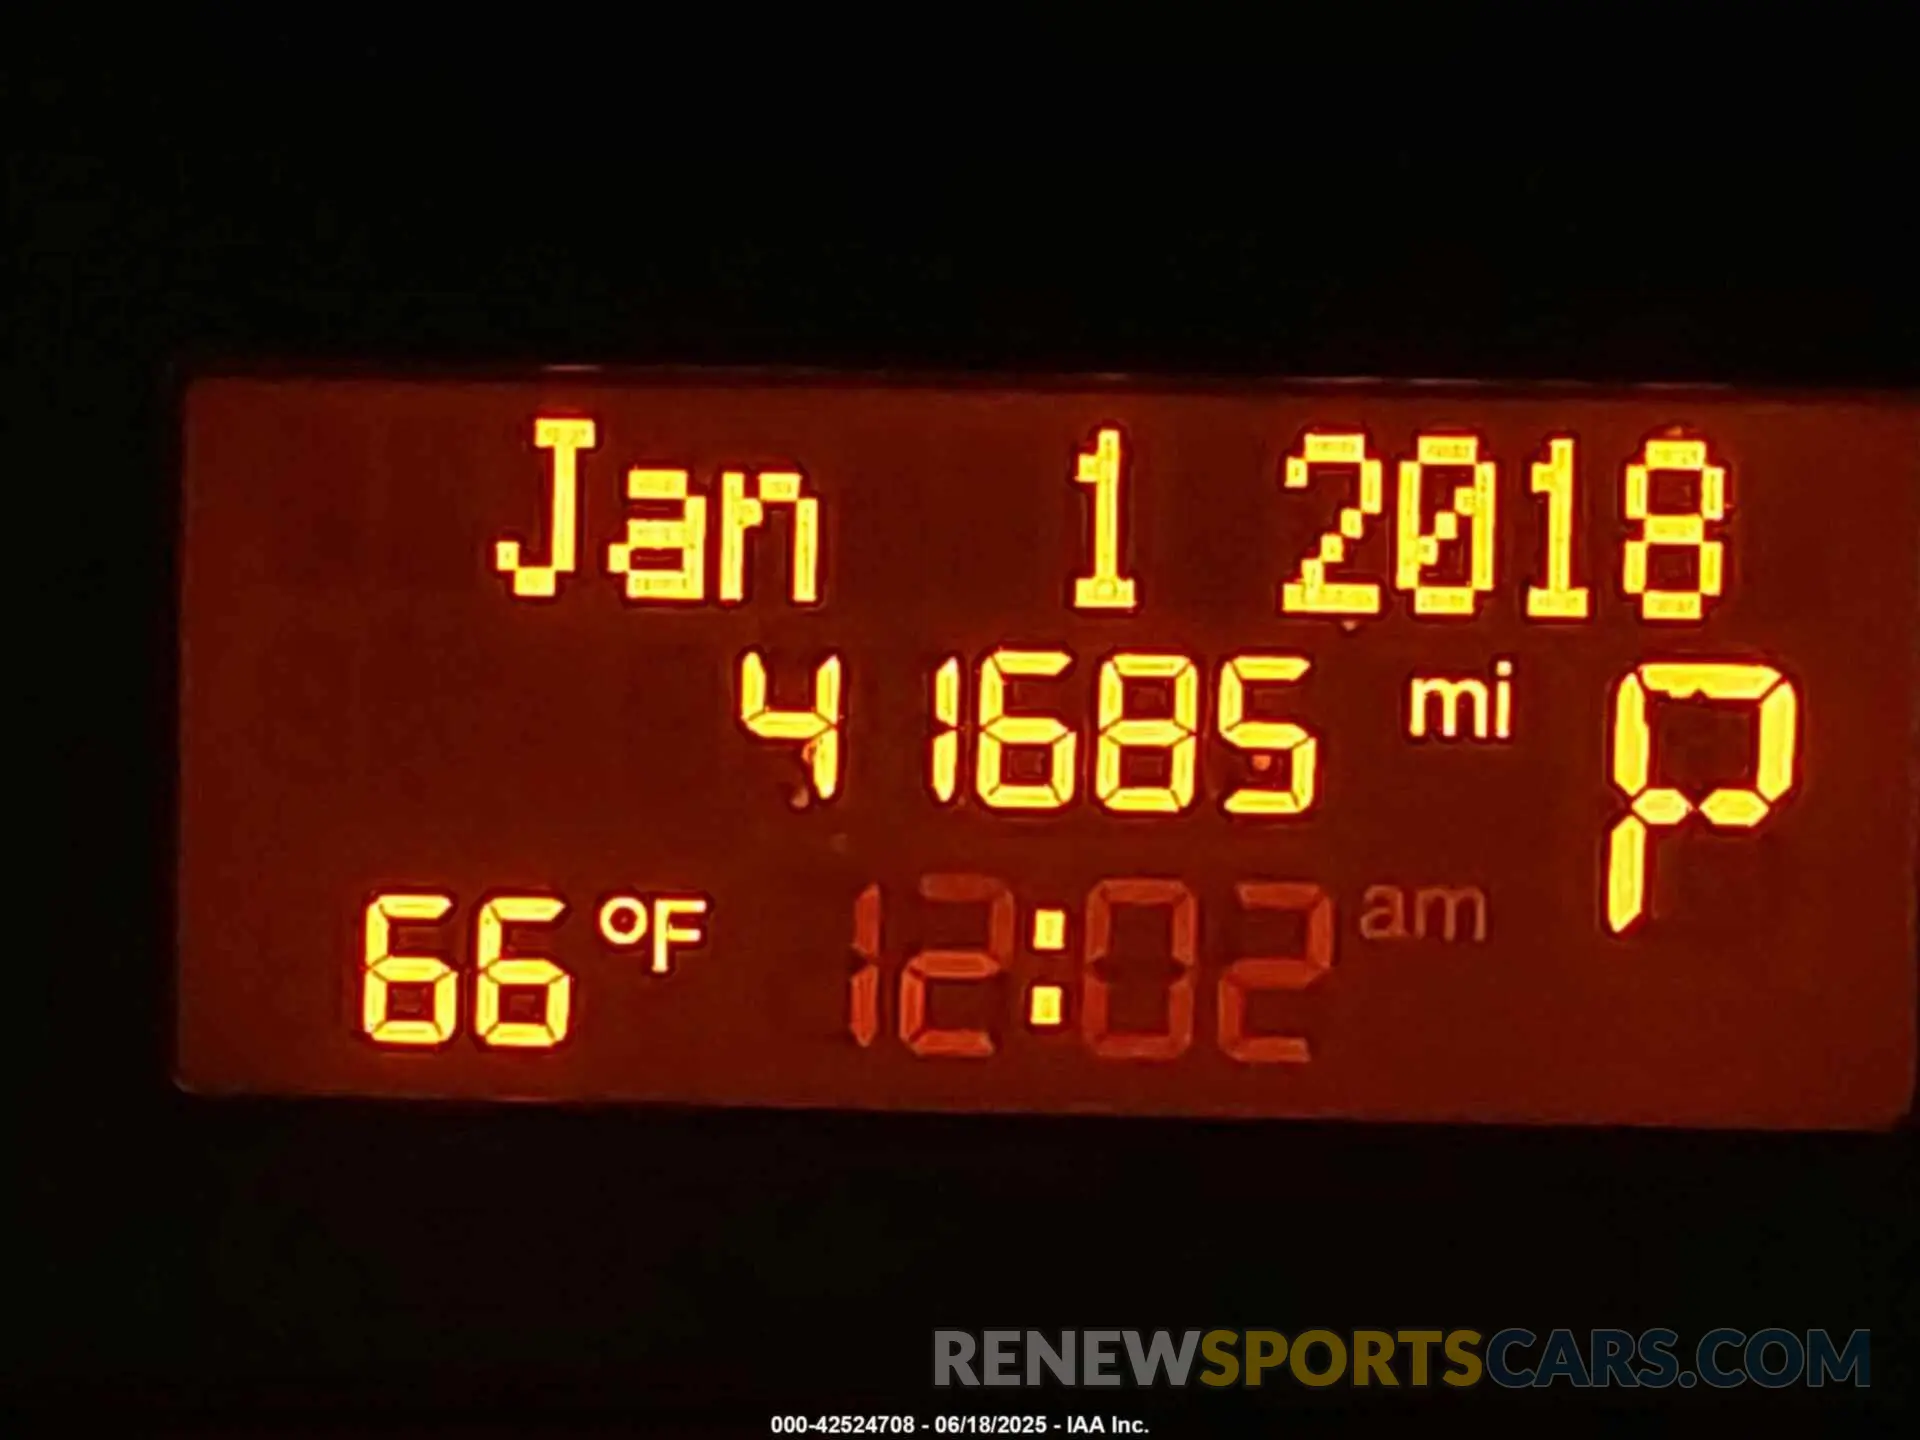 Jan 1 2018
41685 mi P
66 °F 12:02 am
RENEWSPORTSCARS.COM
000-42524708 - 06/18/2025 - IAA Inc.